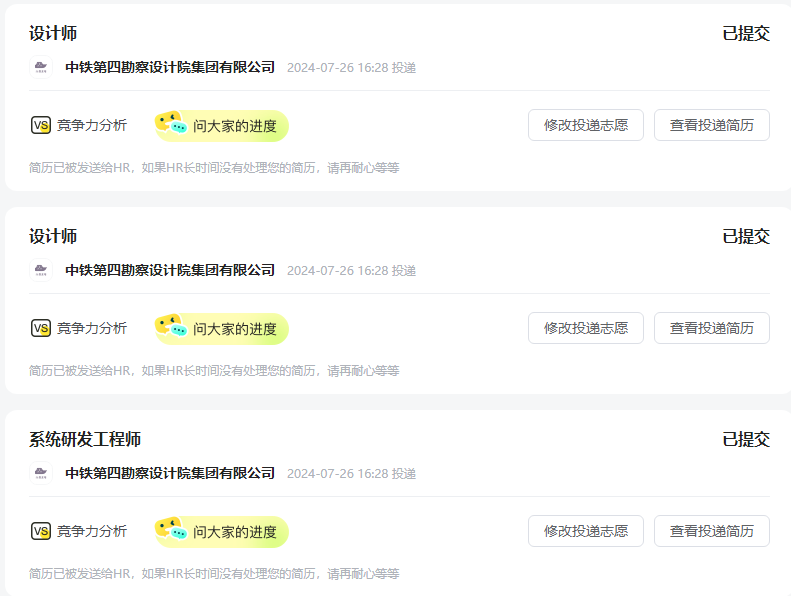 设计师 已提交
中铁第四勘察设计院集团有限公司 2024-07-26 16:28 投递
VS 竞争力分析 问大家的进度 修改投递志愿 查看投递简历
简历已被发送给HR，如果HR长时间没有处理您的简历，请再耐心等等
设计师 已提交
中铁第四勘察设计院集团有限公司 2024-07-26 16:28 投递
VS 竞争力分析 问大家的进度 修改投递志愿 查看投递简历
简历已被发送给HR，如果HR长时间没有处理您的简历，请再耐心等等
系统研发工程师 已提交
中铁第四勘察设计院集团有限公司 2024-07-26 16:28 投递
VS 竞争力分析 问大家的进度 修改投递志愿 查看投递简历
简历已被发送给HR，如果HR长时间没有处理您的简历，请再耐心等等